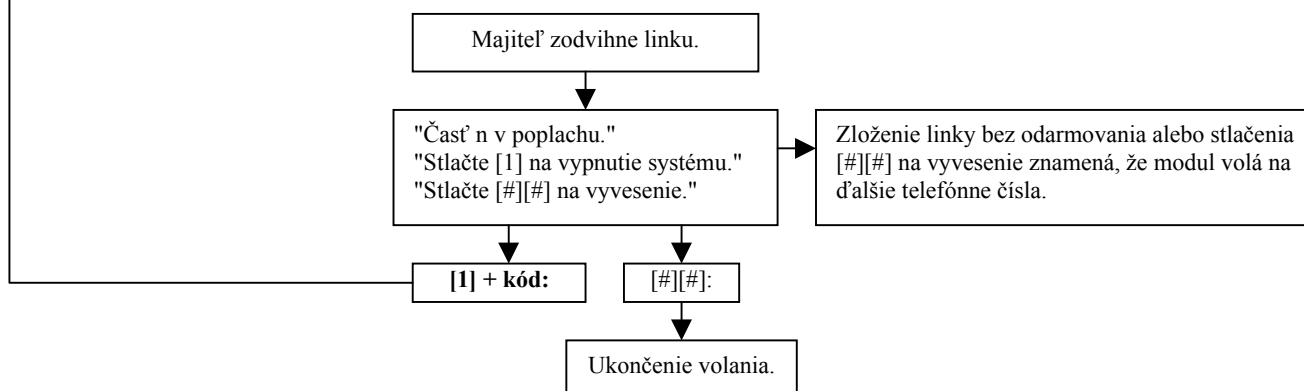 Majiteľ zodvihne linku.
"Časť n v poplachu."
"Stlačte [1] na vypnutie systému."
"Stlačte [#][#] na vyvesenie."
Zloženie linky bez odarmovania alebo stlačenia
[#][#] na vyvesenie znamená, že modul volá na
ďalšie telefónne čísla.
[1] + kód:
[#][#]:
Ukončenie volania.